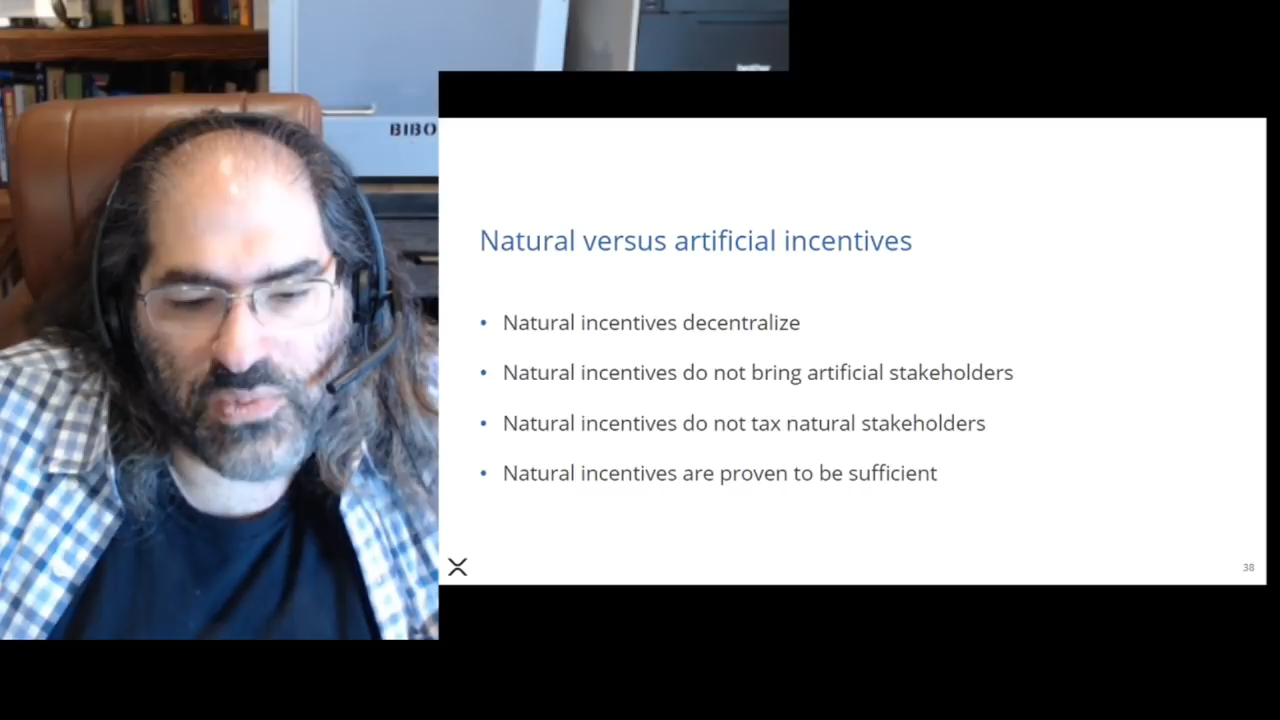 BIBO
Natural versus artificial incentives
• Natural incentives decentralize
• Natural incentives do not bring artificial stakeholders
• Natural incentives do not tax natural stakeholders
• Natural incentives are proven to be sufficient
38